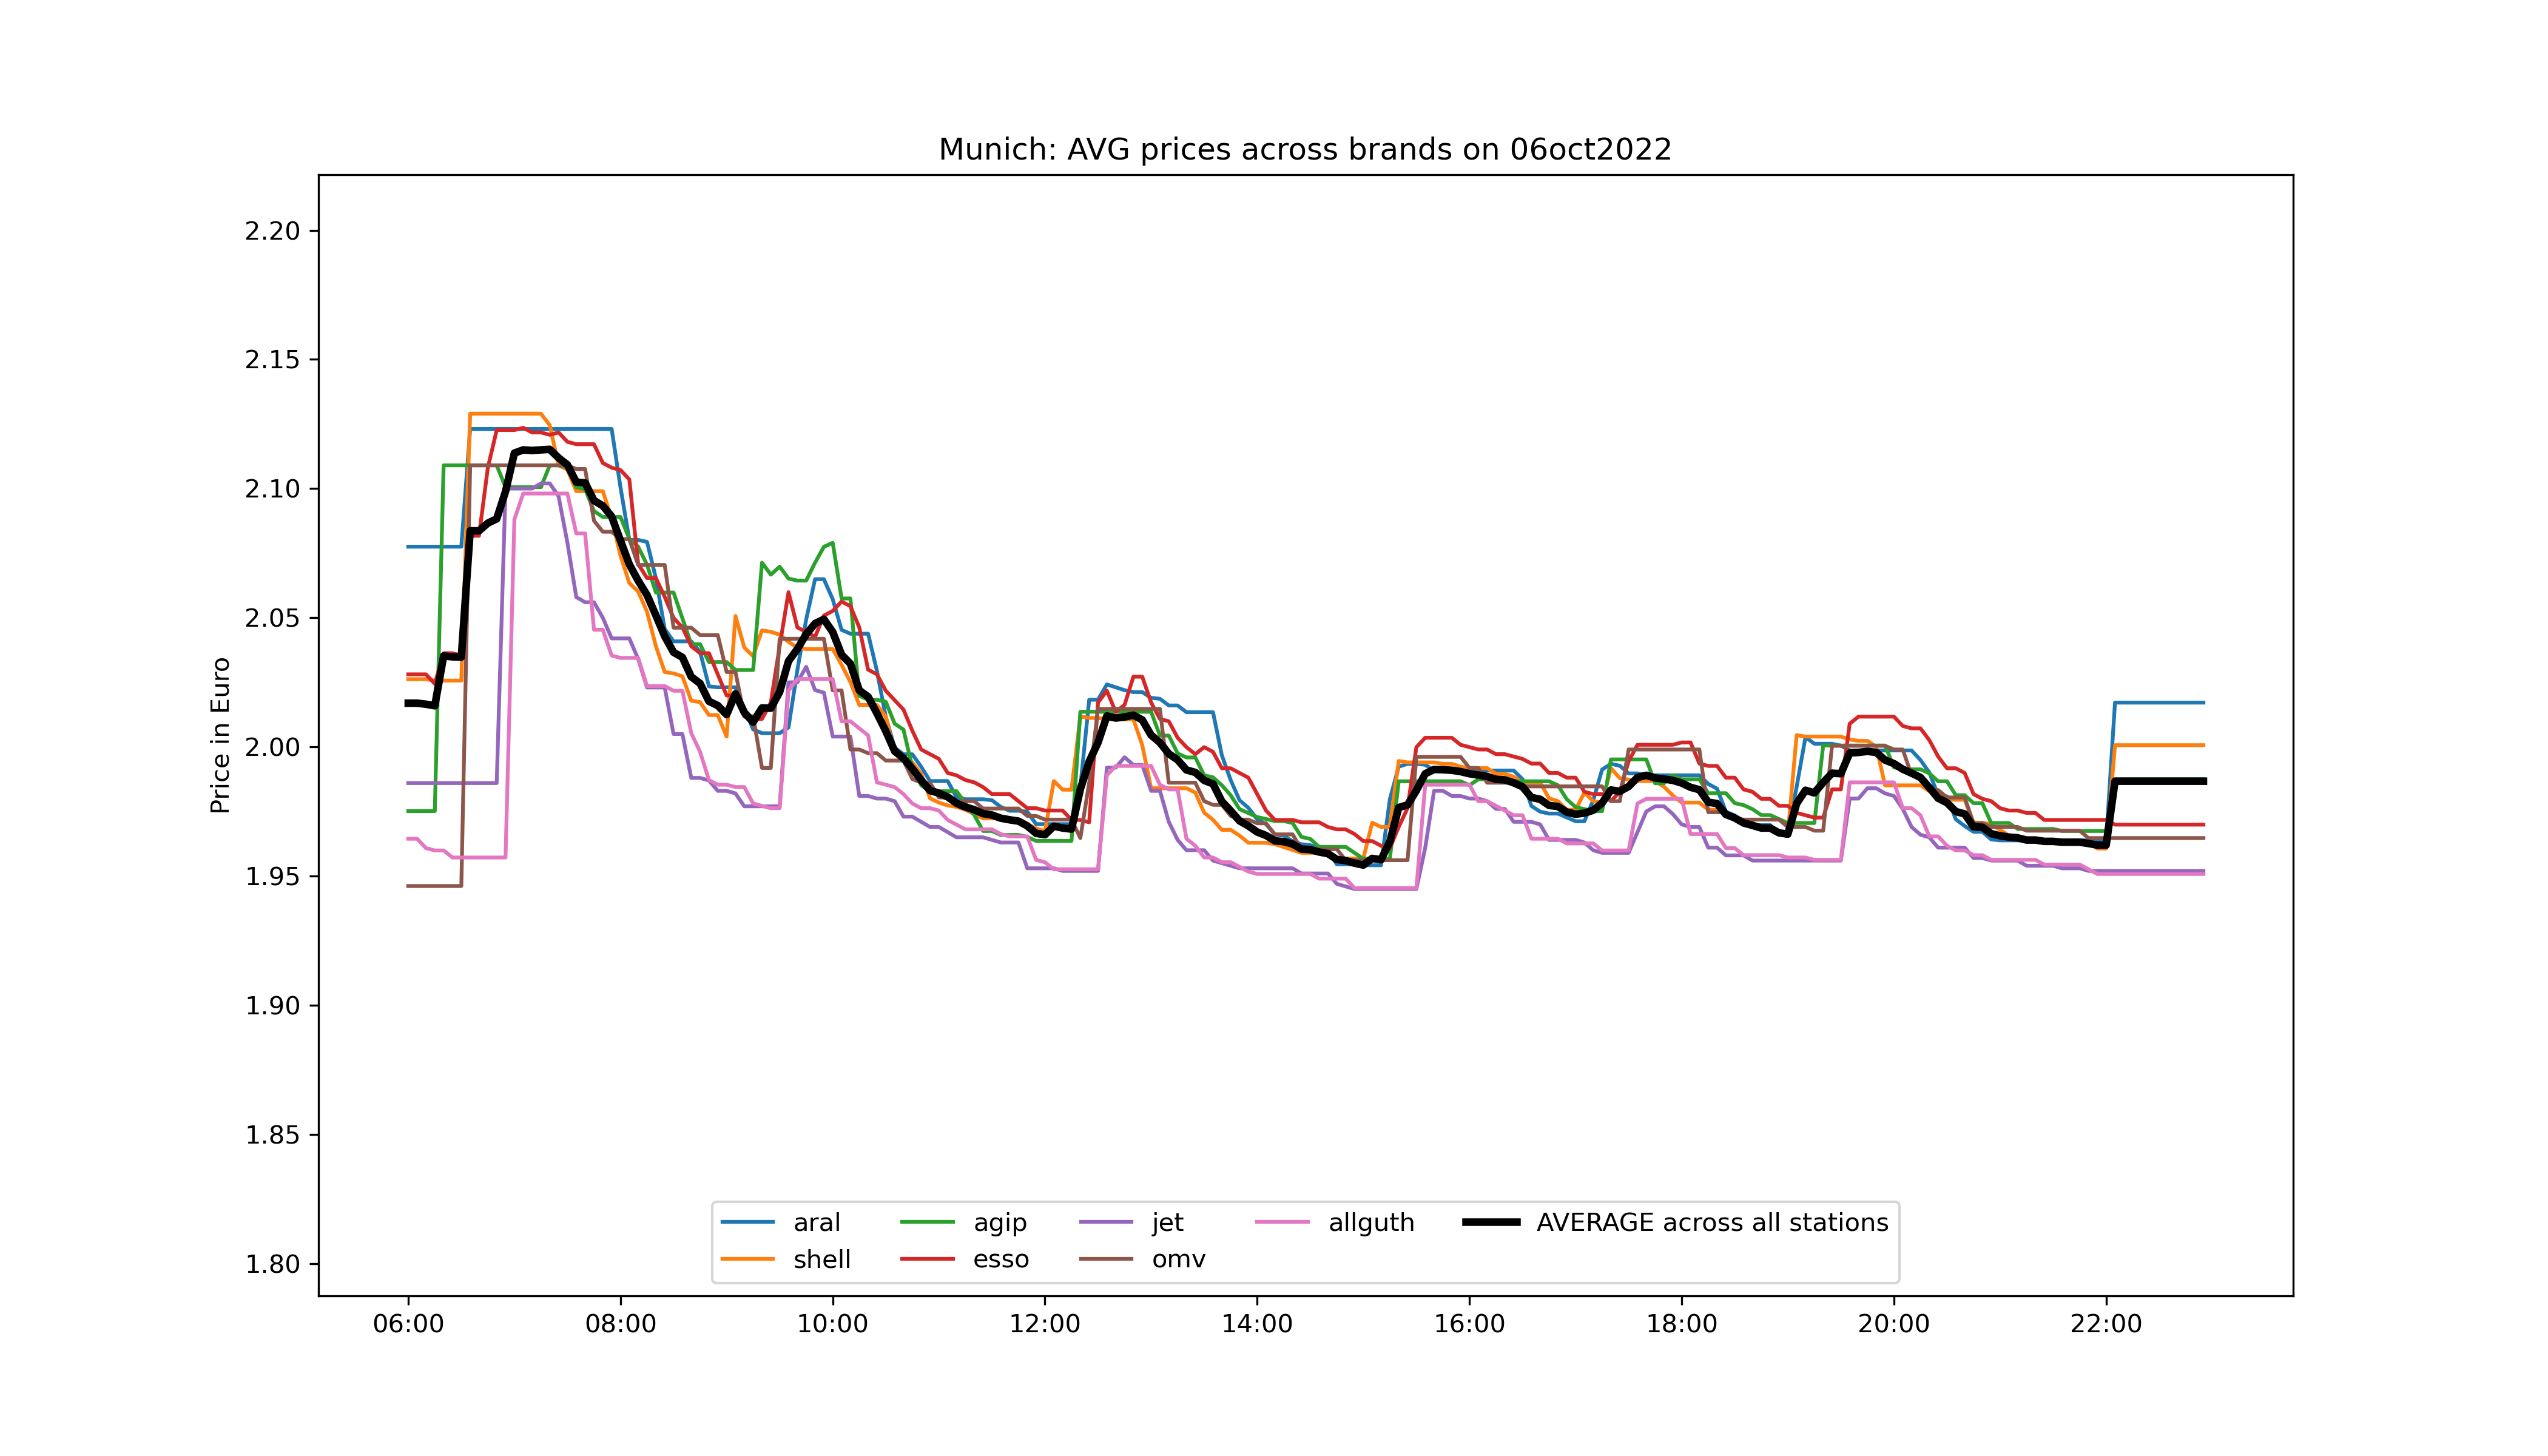 Munich: AVG prices across brands on 06oct2022
Price in Euro
2.20
2.15
2.10
2.05
2.00
1.95
1.90
1.85
1.80
aral agip jet allguth AVERAGE across all stations
shell esso omv
06:00 08:00 10:00 12:00 14:00 16:00 18:00 20:00 22:00